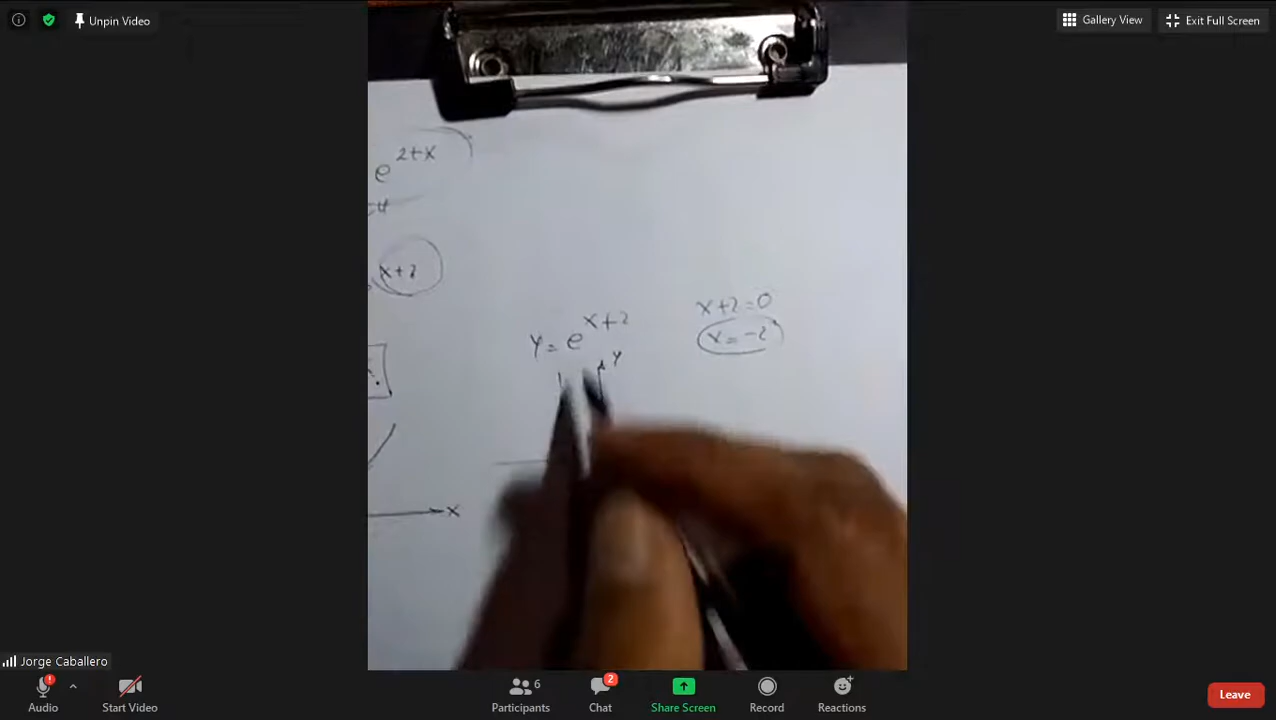 Unpin Video
Gallery View
Exit Full Screen
e^{2+x}
x+2
y = e^{x+2}
x+2=0
x=-2
y
x
Jorge Caballero
Audio
Start Video
6
Participants
2
Chat
Share Screen
Record
Reactions
Leave